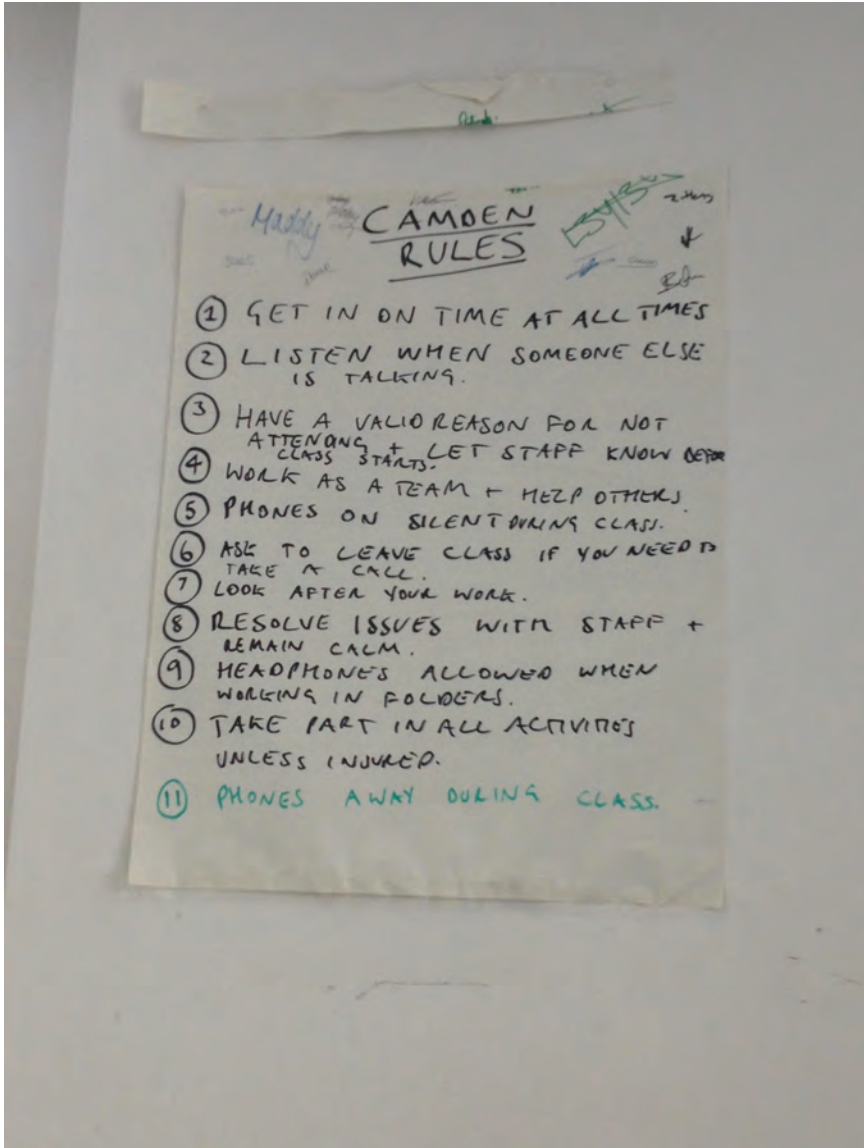 Maddy
CAMDEN
RULES
① GET IN ON TIME AT ALL TIMES
② LISTEN WHEN SOMEONE ELSE
IS TALKING.
③ HAVE A VALID REASON FOR NOT
ATTENDING + LET STAFF KNOW BEFORE
CLASS STARTS.
④ WORK AS A TEAM + HELP OTHERS
⑤ PHONES ON SILENT DURING CLASS.
⑥ ASK TO LEAVE CLASS IF YOU NEED TO
TAKE A CALL.
⑦ LOOK AFTER YOUR WORK.
⑧ RESOLVE ISSUES WITH STAFF +
REMAIN CALM.
⑨ HEADPHONES ALLOWED WHEN
WORKING IN FOLDERS.
⑩ TAKE PART IN ALL ACTIVITIES
UNLESS INJURED.
⑪ PHONES AWAY DURING CLASS.